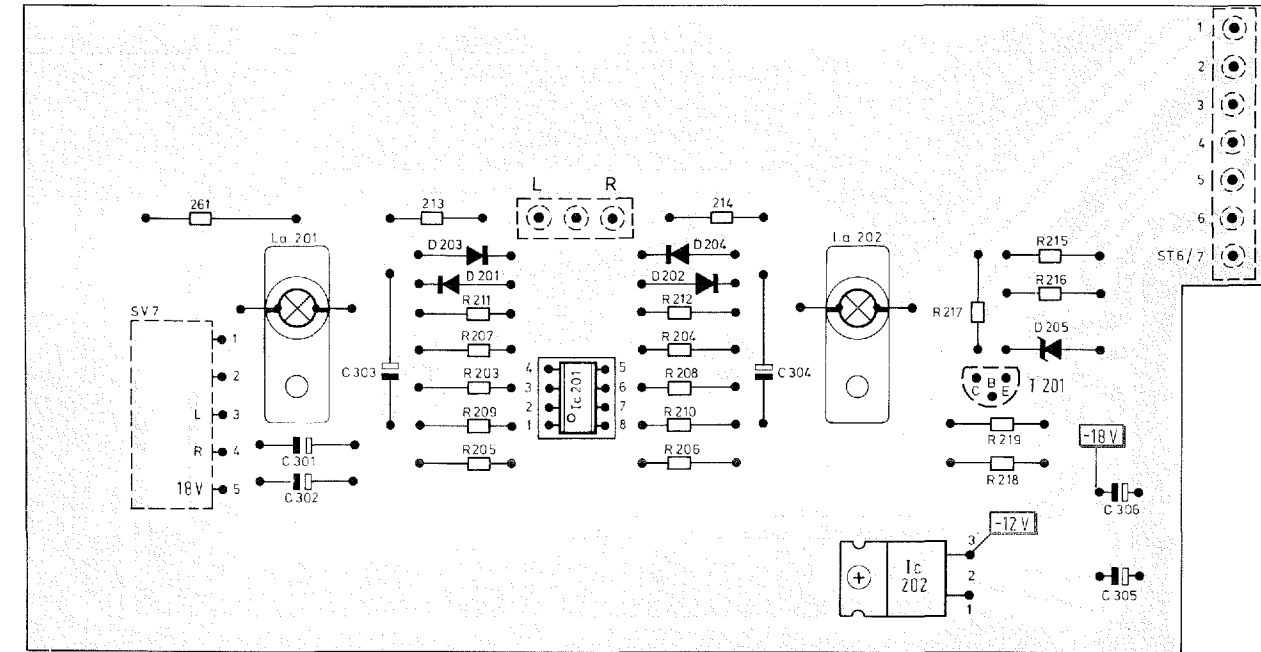 1
2
3
4
5
6
ST6/7
L R
261
213
214
La 201
La 202
D203
D204
D201
D202
R211
R212
R207
R204
R203
R208
R209
R210
R205
R206
R215
R216
R217
D205
C B E
T201
R219
R218
SV7
1
2
L 3
R 4
18V 5
C303
C304
C301
C302
4 5
3 6
2 7
1 8
Ic 201
-18V
C306
-12V
3
2
1
Ic
202
C305